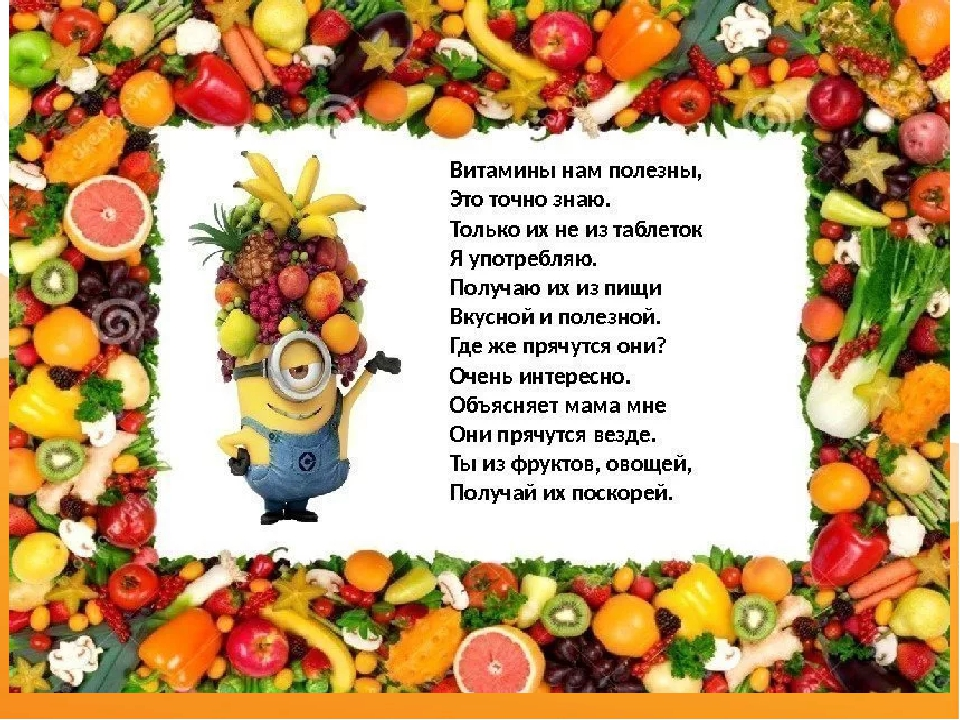 Витамины нам полезны,
Это точно знаю.
Только их не из таблеток
Я употребляю.
Получаю их из пищи
Вкусной и полезной.
Где же прячутся они?
Очень интересно.
Объясняет мама мне
Они прячутся везде.
Ты из фруктов, овощей,
Получай их поскорей.